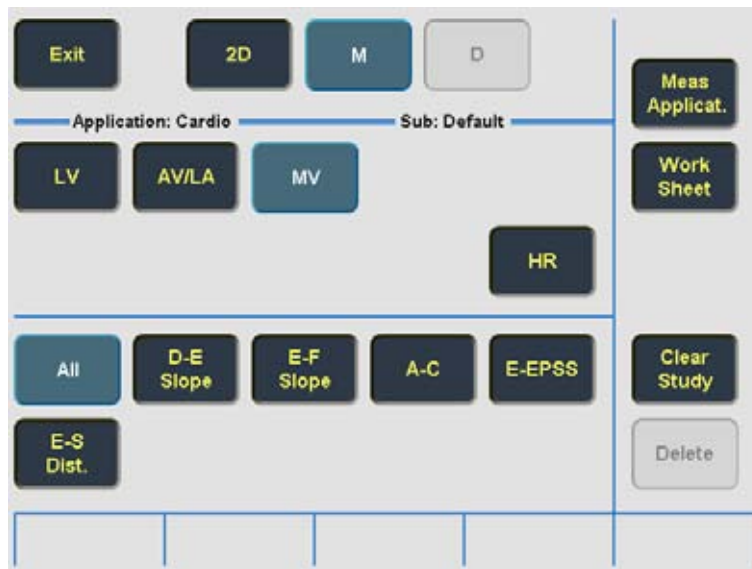 Exit
2D
M
D
Meas
Applicat.
Application: Cardio
Sub: Default
LV
AV/LA
MV
Work
Sheet
HR
All
D-E
Slope
E-F
Slope
A-C
E-EPSS
Clear
Study
E-S
Dist.
Delete